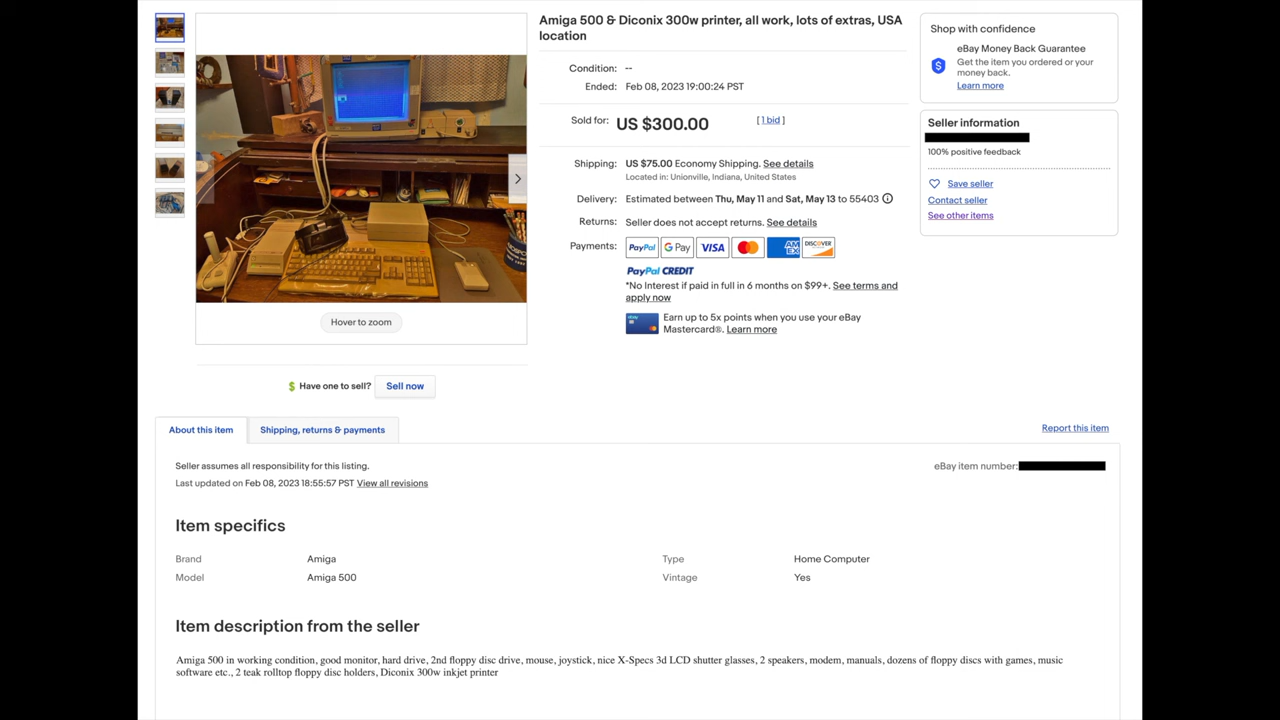 Amiga 500 & Diconix 300w printer, all work, lots of extras, USA
location
Condition: --
Ended: Feb 08, 2023 19:00:24 PST
Sold for: US $300.00 [ 1 bid ]
Shipping: US $75.00 Economy Shipping. See details
Located in: Unionville, Indiana, United States
Delivery: Estimated between Thu, May 11 and Sat, May 13 to 55403
Returns: Seller does not accept returns. See details
Payments: PayPal G Pay VISA AMEX DISCOVER
PayPal CREDIT
*No Interest if paid in full in 6 months on $99+. See terms and
apply now
Earn up to 5x points when you use your eBay
Mastercard®. Learn more
Shop with confidence
eBay Money Back Guarantee
Get the item you ordered or your
money back.
Learn more
Seller information
100% positive feedback
Save seller
Contact seller
See other items
Hover to zoom
Have one to sell? Sell now
About this item
Shipping, returns & payments
Report this item
Seller assumes all responsibility for this listing.
Last updated on Feb 08, 2023 18:55:57 PST View all revisions
eBay item number:
Item specifics
Brand Amiga Type Home Computer
Model Amiga 500 Vintage Yes
Item description from the seller
Amiga 500 in working condition, good monitor, hard drive, 2nd floppy disc drive, mouse, joystick, nice X-Specs 3d LCD shutter glasses, 2 speakers, modem, manuals, dozens of floppy discs with games, music
software etc., 2 teak rolltop floppy disc holders, Diconix 300w inkjet printer